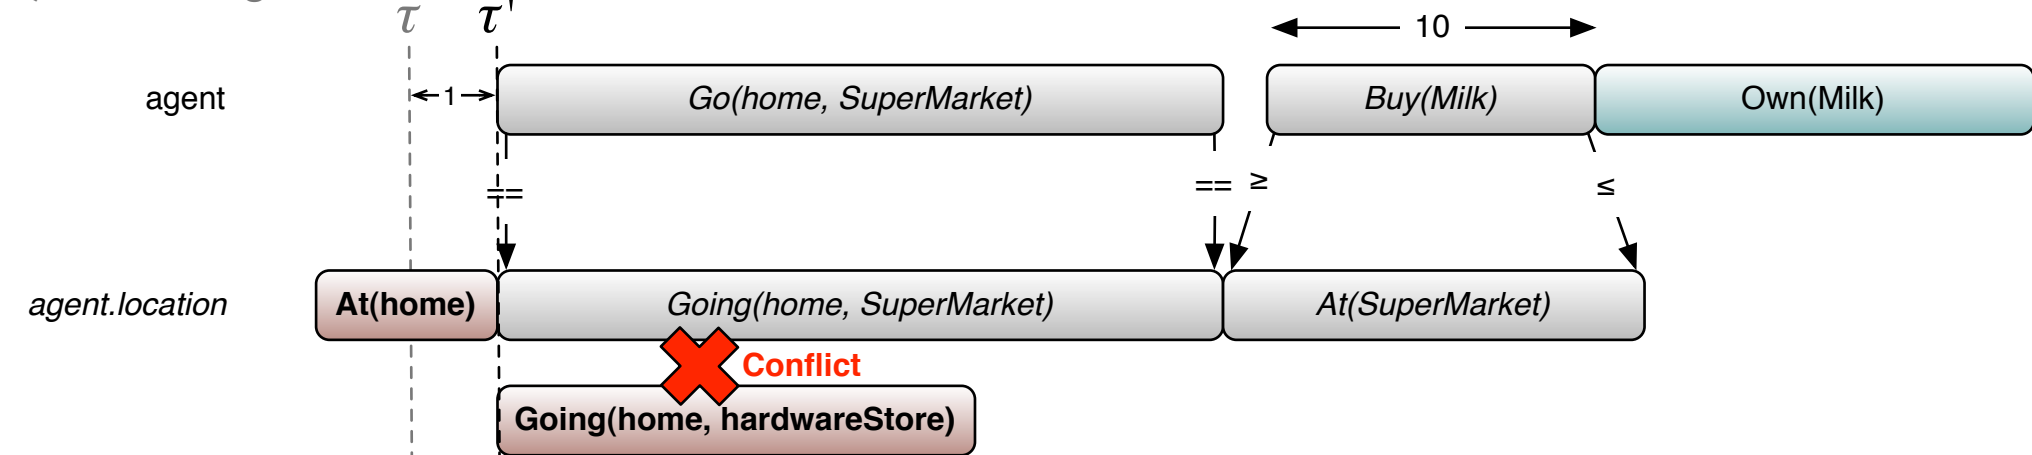 τ τ' 10
agent 1 Go(home, SuperMarket) Buy(Milk) Own(Milk)
== == ≥ ≤
agent.location At(home) Going(home, SuperMarket) At(SuperMarket)
Conflict
Going(home, hardwareStore)